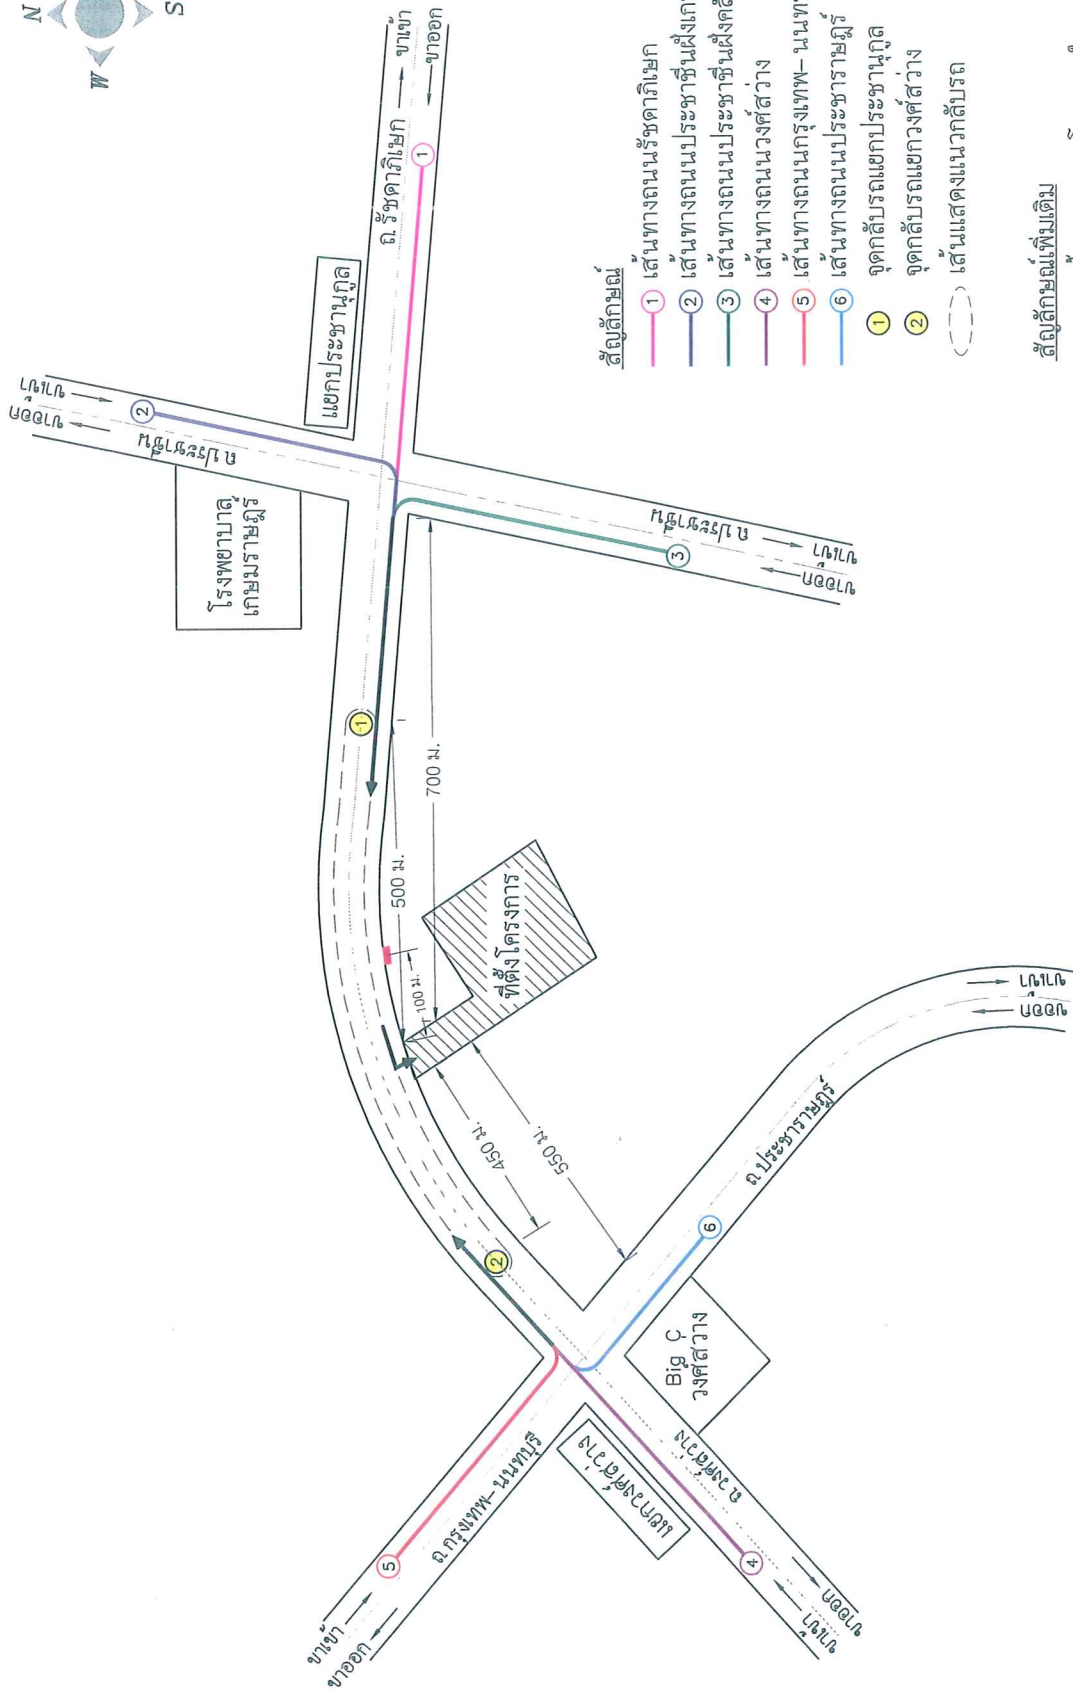 N
W
S
ถ.รัชดาภิเษก
ขาเข้า
ขาออก
แยกประชานุกูล
1
ขาเข้า
ขาออก
2
ถ.ประชาชื่น
โรงพยาบาล
เกษมราษฎร์
3
ถ.ประชาชื่น
ขาเข้า
ขาออก
1
500 ม.
700 ม.
100 ม.
ที่ตั้งโครงการ
450 ม.
550 ม.
2
ถ.ประชาราษฎร์
ขาเข้า
ขาออก
6
Big C
วงศ์สว่าง
แยกวงศ์สว่าง
ถ.วงศ์สว่าง
4
ขาเข้า
ขาออก
ถ.กรุงเทพ-นนทบุรี
5
ขาเข้า
ขาออก
สัญลักษณ์
1 เส้นทางถนนรัชดาภิเษก
2 เส้นทางถนนประชาชื่นฝั่ง
3 เส้นทางถนนประชาชื่นฝั่ง
4 เส้นทางถนนวงศ์สว่าง
5 เส้นทางถนนกรุงเทพ-
6 เส้นทางถนนประชาราษฎร์
1 จุดกลับรถแยกประชานุกูล
2 จุดกลับรถแยกวงศ์สว่าง
เส้นแสดงแนวกลับรถ
สัญลักษณ์เพิ่มเติม